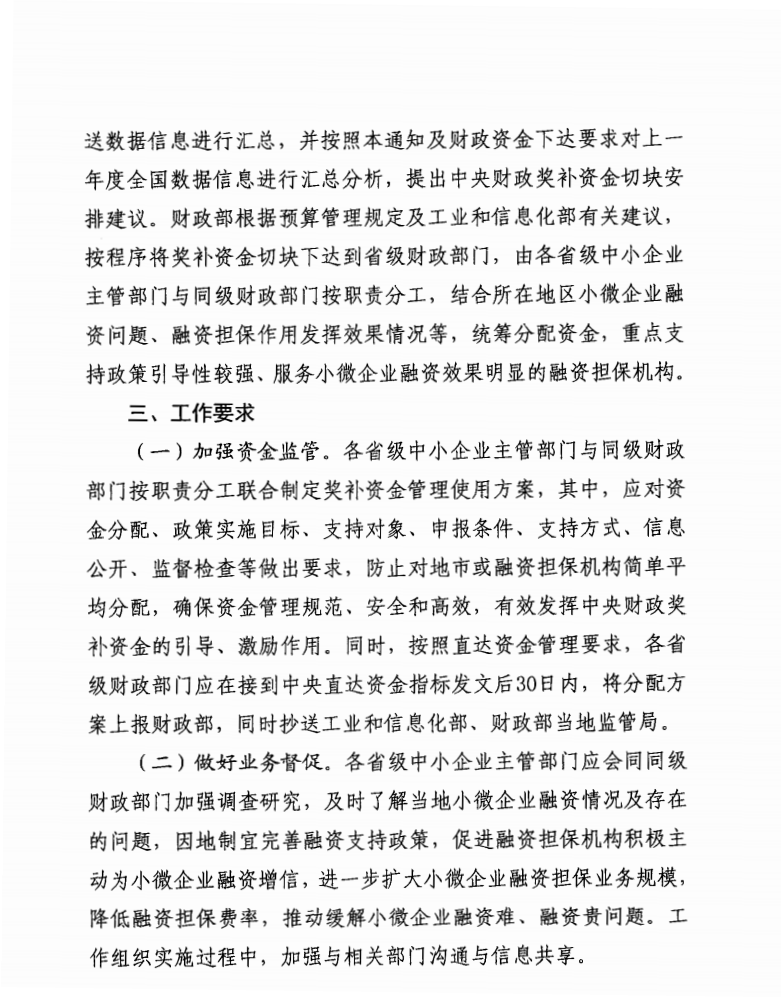 送数据信息进行汇总，并按照本通知及财政资金下达要求对上一
年度全国数据信息进行汇总分析，提出中央财政奖补资金切块安
排建议。财政部根据预算管理规定及工业和信息化部有关建议，
按程序将奖补资金切块下达到省级财政部门，由各省级中小企业
主管部门与同级财政部门按职责分工，结合所在地区小微企业融
资问题、融资担保作用发挥效果情况等，统筹分配资金，重点支
持政策引导性较强、服务小微企业融资效果明显的融资担保机构。
三、工作要求
（一）加强资金监管。各省级中小企业主管部门与同级财政
部门按职责分工联合制定奖补资金管理使用方案，其中，应对资
金分配、政策实施目标、支持对象、申报条件、支持方式、信息
公开、监督检查等做出要求，防止对地市或融资担保机构简单平
均分配，确保资金管理规范、安全和高效，有效发挥中央财政奖
补资金的引导、激励作用。同时，按照直达资金管理要求，各省
级财政部门应在接到中央直达资金指标发文后30日内，将分配方
案上报财政部，同时抄送工业和信息化部、财政部当地监管局。
（二）做好业务督促。各省级中小企业主管部门应会同同级
财政部门加强调查研究，及时了解当地小微企业融资情况及存在
的问题，因地制宜完善融资支持政策，促进融资担保机构积极主
动为小微企业融资增信，进一步扩大小微企业融资担保业务规模，
降低融资担保费率，推动缓解小微企业融资难、融资贵问题。工
作组织实施过程中，加强与相关部门沟通与信息共享。